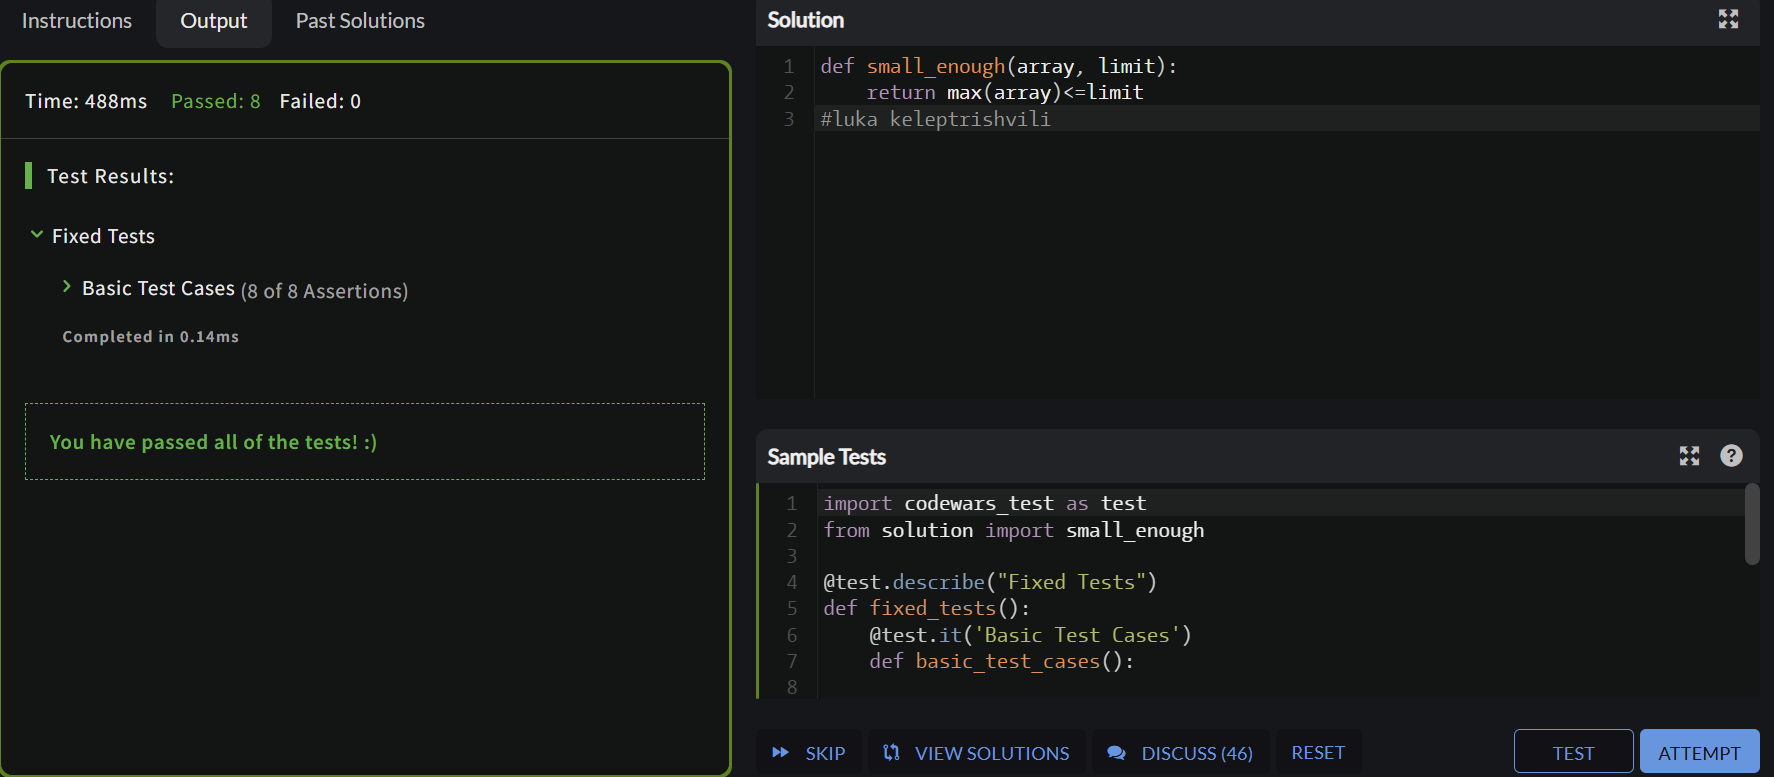 Instructions Output Past Solutions
Time: 488ms Passed: 8 Failed: 0
Test Results:
Fixed Tests
Basic Test Cases (8 of 8 Assertions)
Completed in 0.14ms
You have passed all of the tests! :)
Solution
1 def small_enough(array, limit):
2     return max(array)<=limit
3 #luka keleptrishvili
Sample Tests ?
1 import codewars_test as test
2 from solution import small_enough
3
4 @test.describe("Fixed Tests")
5 def fixed_tests():
6     @test.it('Basic Test Cases')
7     def basic_test_cases():
8
SKIP VIEW SOLUTIONS DISCUSS (46) RESET TEST ATTEMPT